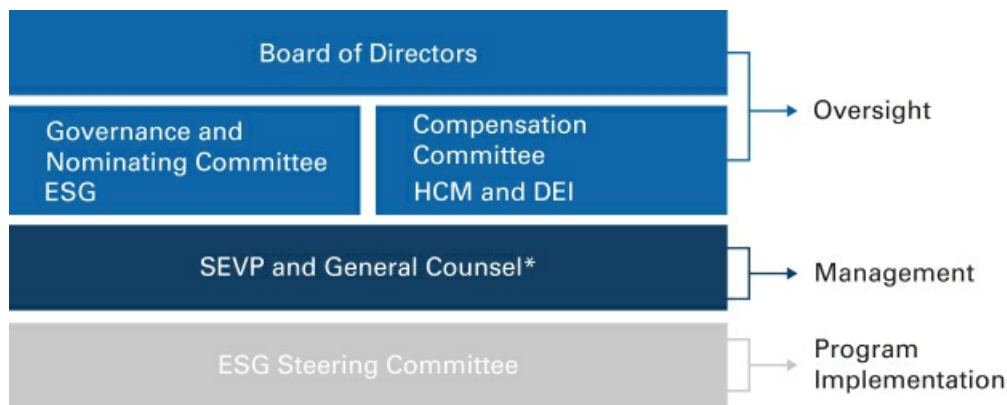 Board of Directors
Oversight
Governance and
Nominating Committee
ESG
Compensation
Committee
HCM and DEI
SEVP and General Counsel*
Management
ESG Steering Committee
Program
Implementation